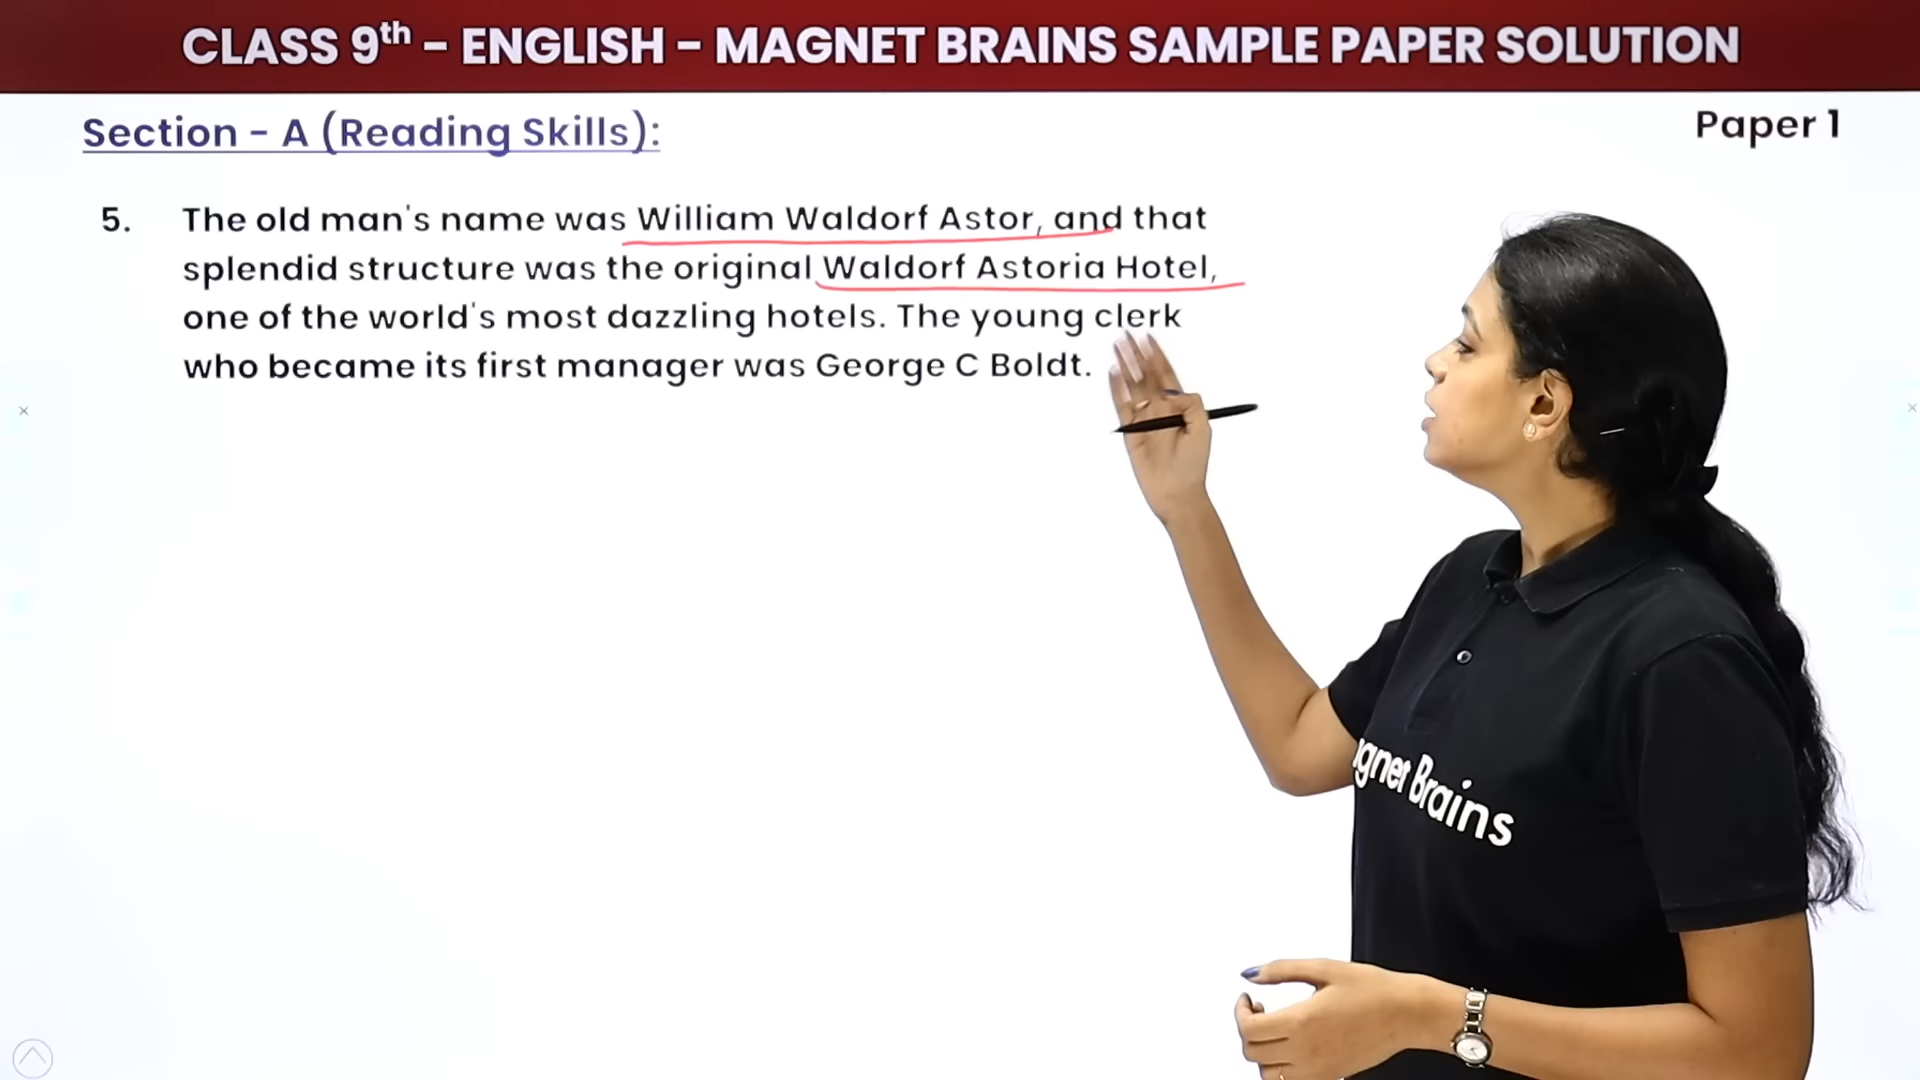 CLASS 9th – ENGLISH – MAGNET BRAINS SAMPLE PAPER SOLUTION
Section - A (Reading Skills):
Paper 1
5. The old man's name was William Waldorf Astor, and that
splendid structure was the original Waldorf Astoria Hotel,
one of the world's most dazzling hotels. The young clerk
who became its first manager was George C Boldt.
gnet Brains